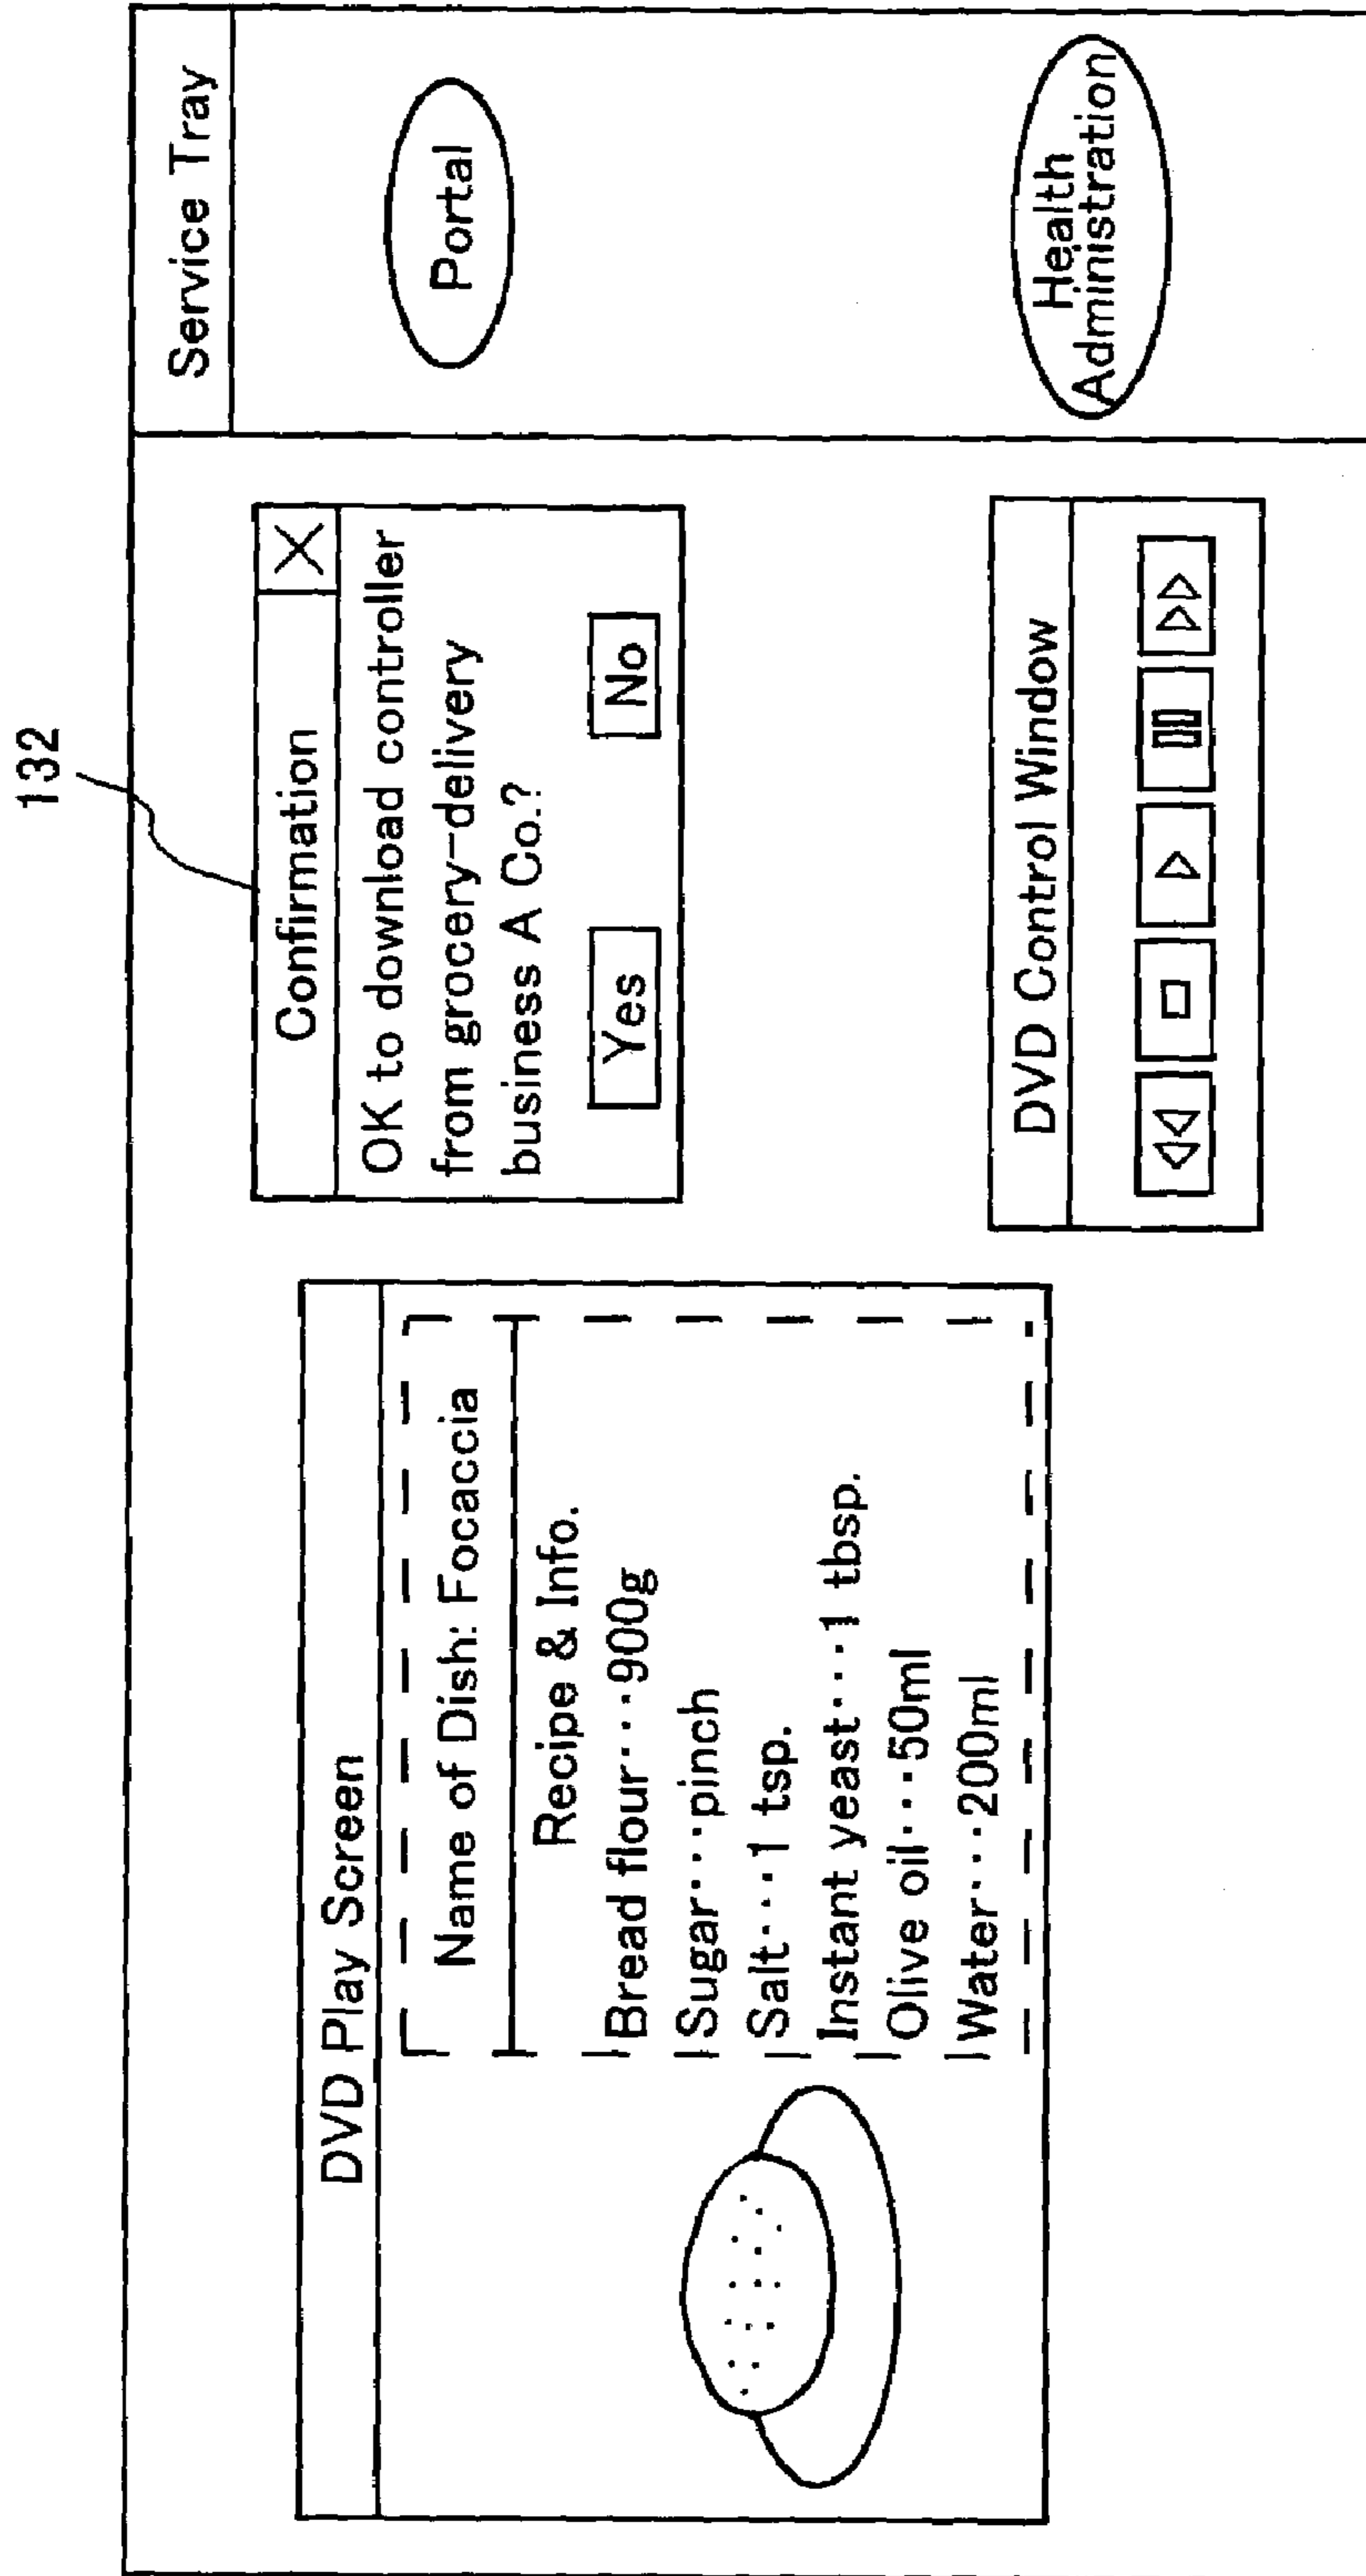 132
DVD Play Screen
Name of Dish: Focaccia
Recipe & Info.
Bread flour···900g
Sugar···pinch
Salt···1 tsp.
Instant yeast···1 tbsp.
Olive oil···50ml
Water···200ml
Confirmation
OK to download controller
from grocery-delivery
business A Co.?
Yes No
DVD Control Window
Service Tray
Portal
Health
Administration